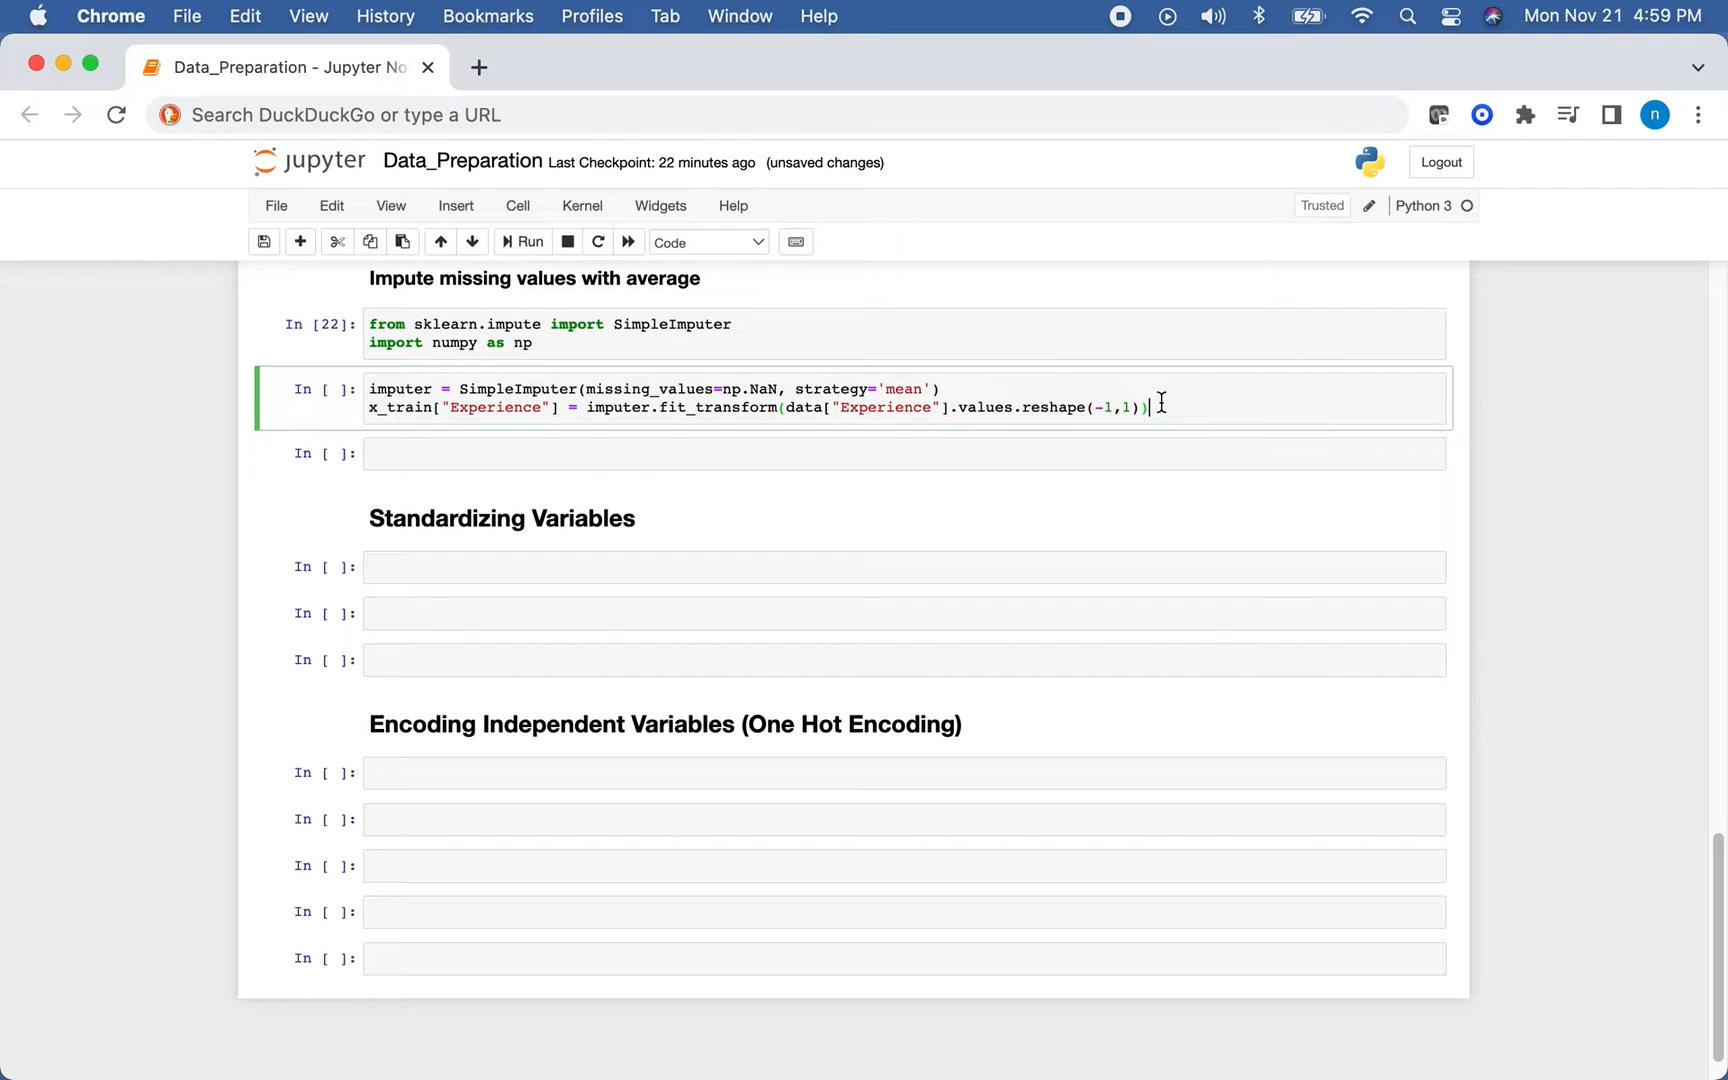 Chrome File Edit View History Bookmarks Profiles Tab Window Help Mon Nov 21 4:59 PM
Data_Preparation - Jupyter No
Search DuckDuckGo or type a URL
n
jupyter Data_Preparation Last Checkpoint: 22 minutes ago (unsaved changes) Logout
File Edit View Insert Cell Kernel Widgets Help Trusted Python 3
Run Code
Impute missing values with average
In [22]: from sklearn.impute import SimpleImputer
import numpy as np
In [ ]: imputer = SimpleImputer(missing_values=np.NaN, strategy='mean')
x_train["Experience"] = imputer.fit_transform(data["Experience"].values.reshape(-1,1))
In [ ]:
Standardizing Variables
In [ ]:
In [ ]:
In [ ]:
Encoding Independent Variables (One Hot Encoding)
In [ ]:
In [ ]:
In [ ]:
In [ ]:
In [ ]: